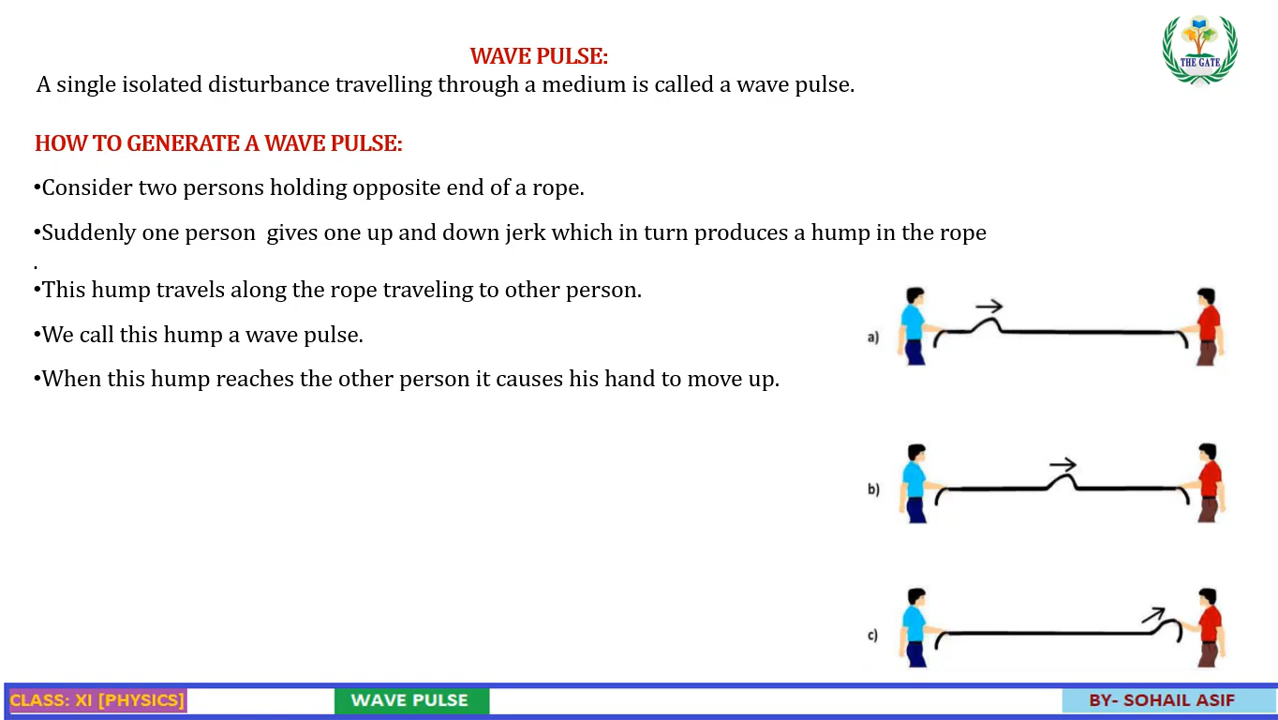 WAVE PULSE:
THE GATE
A single isolated disturbance travelling through a medium is called a wave pulse.
HOW TO GENERATE A WAVE PULSE:
•Consider two persons holding opposite end of a rope.
•Suddenly one person  gives one up and down jerk which in turn produces a hump in the rope
.
•This hump travels along the rope traveling to other person.
•We call this hump a wave pulse.
•When this hump reaches the other person it causes his hand to move up.
a)
b)
c)
CLASS: XI [PHYSICS]
WAVE PULSE
BY- SOHAIL ASIF